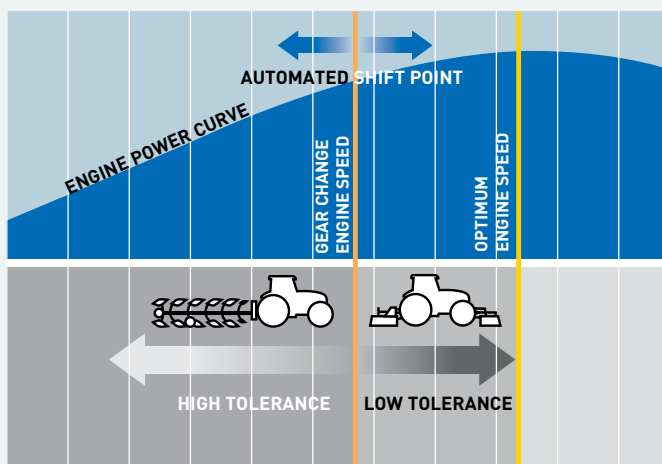 AUTOMATED SHIFT POINT
ENGINE POWER CURVE
GEAR CHANGE
ENGINE SPEED
OPTIMUM
ENGINE SPEED
HIGH TOLERANCE
LOW TOLERANCE